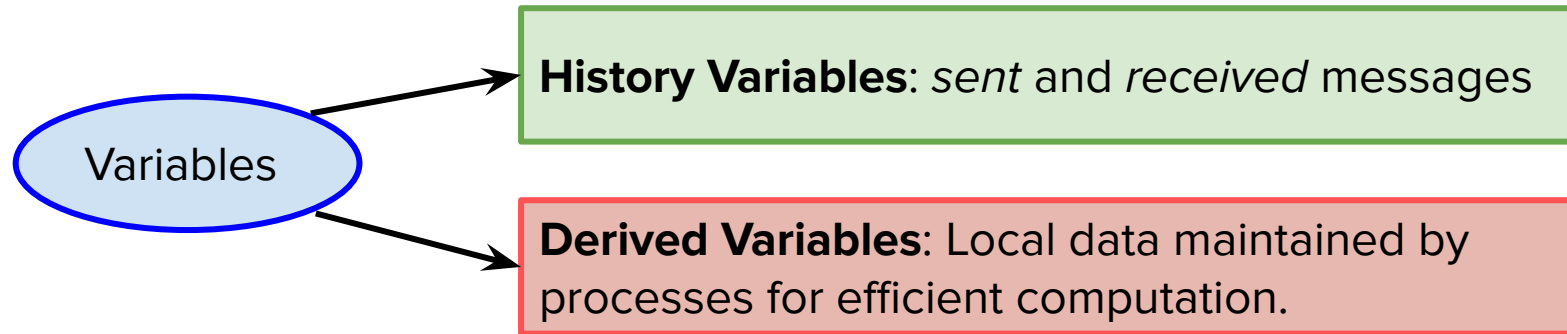 History Variables: sent and received messages
Variables
Derived Variables: Local data maintained by
processes for efficient computation.